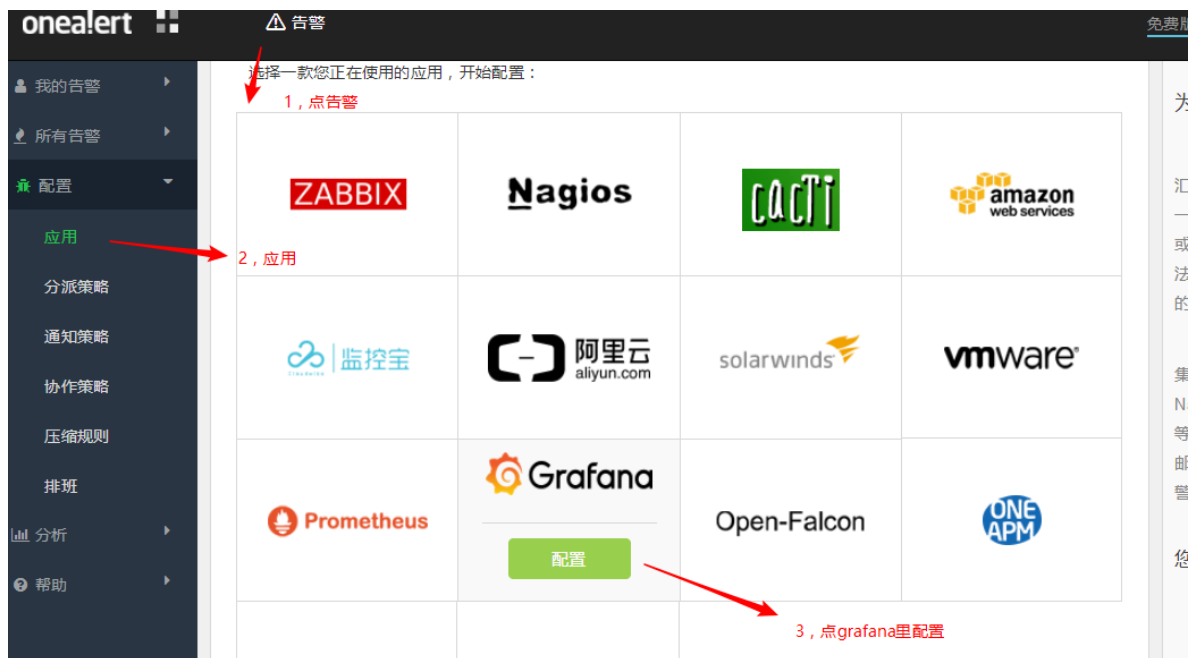 onealert
告警
免费版
选择一款您正在使用的应用，开始配置：
1，点告警
我的告警
所有告警
配置
应用
分派策略
通知策略
协作策略
压缩规则
排班
分析
帮助
ZABBIX
Nagios
cacti
amazon
web services
2，应用
监控宝
阿里云
aliyun.com
solarwinds
vmware
Prometheus
Grafana
配置
Open-Falcon
ONE
APM
3，点grafana里配置
为
汇
一
或
法
的
集
Na
等
邮
警
您